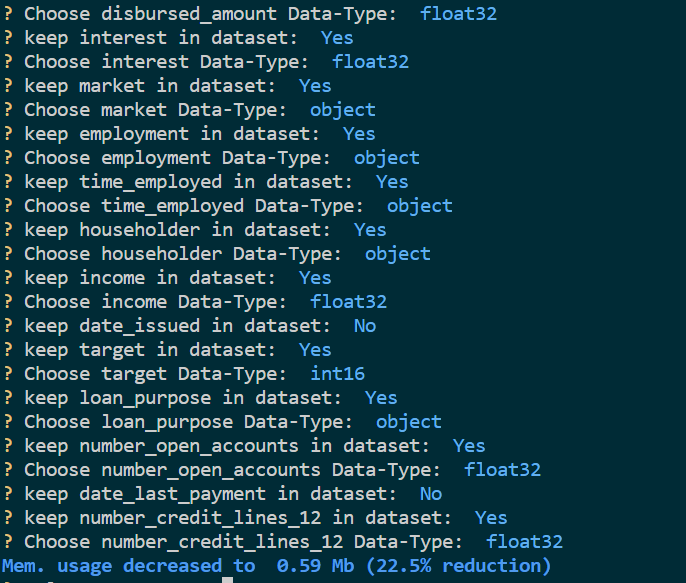 ? Choose disbursed_amount Data-Type:  float32
? keep interest in dataset:  Yes
? Choose interest Data-Type:  float32
? keep market in dataset:  Yes
? Choose market Data-Type:  object
? keep employment in dataset:  Yes
? Choose employment Data-Type:  object
? keep time_employed in dataset:  Yes
? Choose time_employed Data-Type:  object
? keep householder in dataset:  Yes
? Choose householder Data-Type:  object
? keep income in dataset:  Yes
? Choose income Data-Type:  float32
? keep date_issued in dataset:  No
? keep target in dataset:  Yes
? Choose target Data-Type:  int16
? keep loan_purpose in dataset:  Yes
? Choose loan_purpose Data-Type:  object
? keep number_open_accounts in dataset:  Yes
? Choose number_open_accounts Data-Type:  float32
? keep date_last_payment in dataset:  No
? keep number_credit_lines_12 in dataset:  Yes
? Choose number_credit_lines_12 Data-Type:  float32
Mem. usage decreased to  0.59 Mb (22.5% reduction)